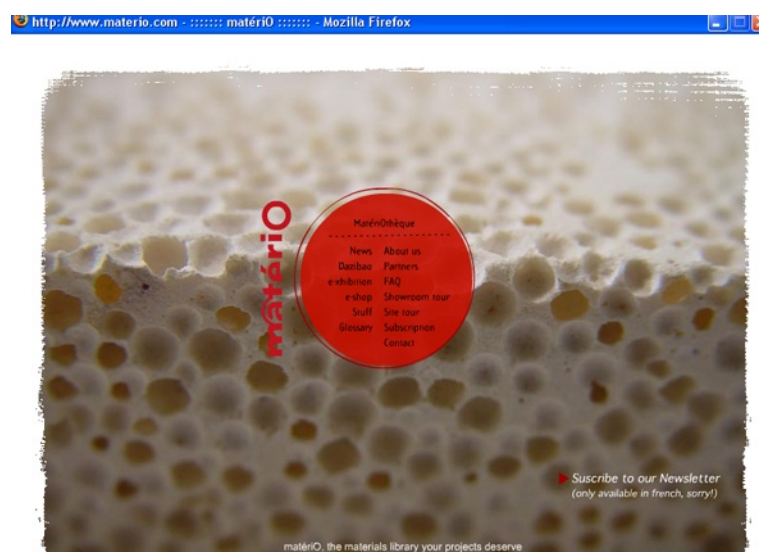 http://www.materio.com - ::::::: matériO ::::::: - Mozilla Firefox
matériO
MatériOthèque
News About us
Dazibao Partners
e-xhibition FAQ
e-shop Showroom tour
Stuff Site tour
Glossary Subscription
Contact
Suscribe to our Newsletter
(only available in french, sorry!)
matériO, the materials library your projects deserve